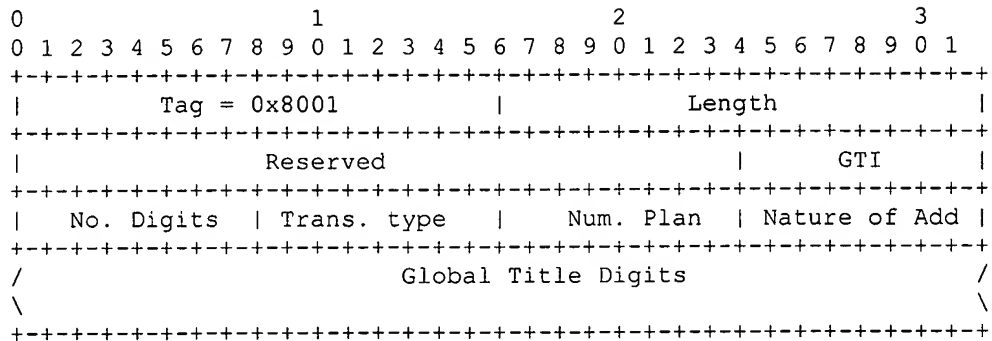 0                   1                   2                   3
0 1 2 3 4 5 6 7 8 9 0 1 2 3 4 5 6 7 8 9 0 1 2 3 4 5 6 7 8 9 0 1
+-+-+-+-+-+-+-+-+-+-+-+-+-+-+-+-+-+-+-+-+-+-+-+-+-+-+-+-+-+-+-+-+
|         Tag = 0x8001          |            Length             |
+-+-+-+-+-+-+-+-+-+-+-+-+-+-+-+-+-+-+-+-+-+-+-+-+-+-+-+-+-+-+-+-+
|                Reserved                       |      GTI      |
+-+-+-+-+-+-+-+-+-+-+-+-+-+-+-+-+-+-+-+-+-+-+-+-+-+-+-+-+-+-+-+-+
|   No. Digits  | Trans. type   |    Num. Plan  | Nature of Add |
+-+-+-+-+-+-+-+-+-+-+-+-+-+-+-+-+-+-+-+-+-+-+-+-+-+-+-+-+-+-+-+-+
/                         Global Title Digits                   /
\                                                               \
+-+-+-+-+-+-+-+-+-+-+-+-+-+-+-+-+-+-+-+-+-+-+-+-+-+-+-+-+-+-+-+-+